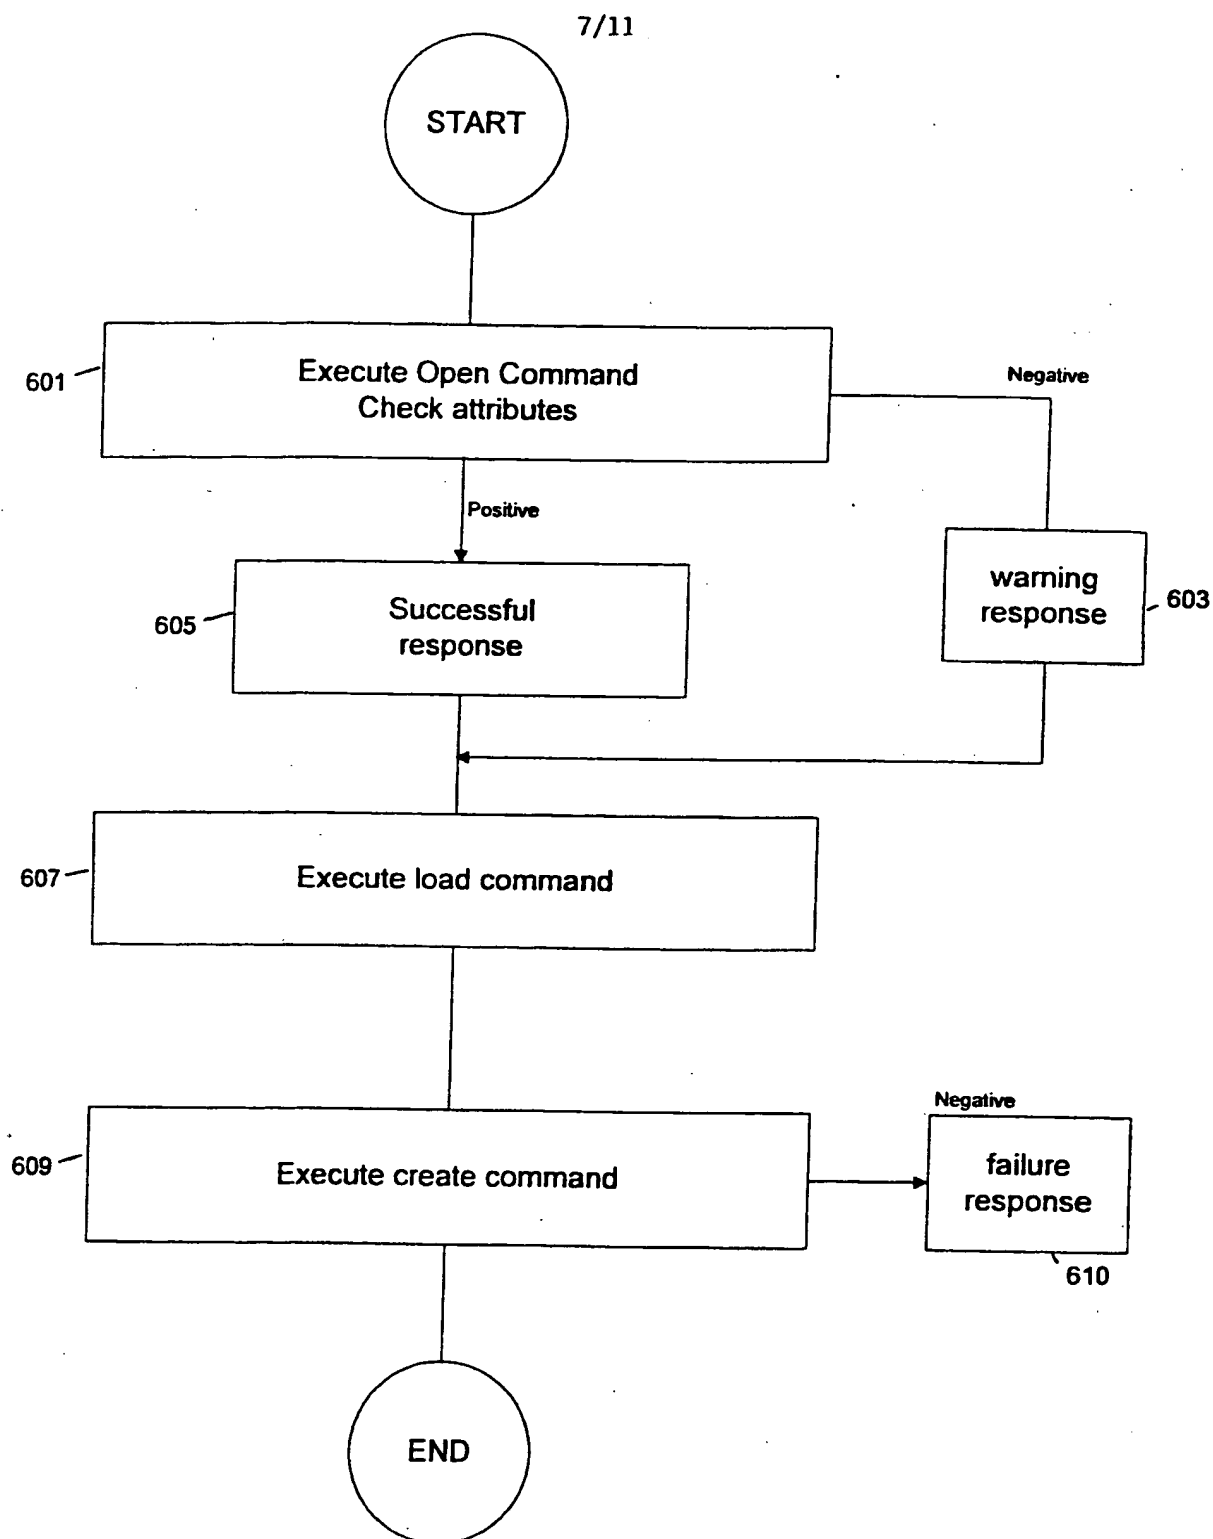 7/11
START
601
Execute Open Command
Check attributes
Negative
Positive
605
Successful
response
warning
response
603
607
Execute load command
609
Execute create command
Negative
failure
response
610
END